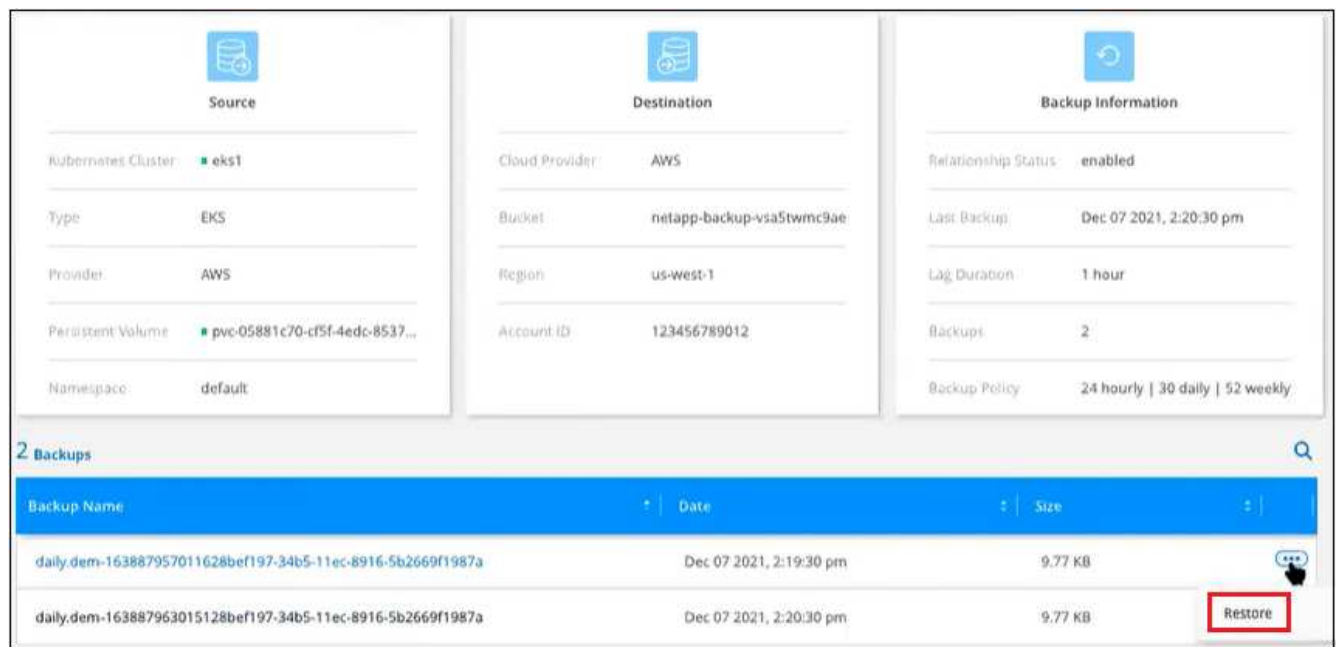 Source
Kubernetes Cluster eks1
Type EKS
Provider AWS
Persistent Volume pvc-05881c70-cf5f-4edc-8537...
Namespace default
Destination
Cloud Provider AWS
Bucket netapp-backup-vsa5twmc9ae
Region us-west-1
Account ID 123456789012
Backup Information
Relationship Status enabled
Last Backup Dec 07 2021, 2:20:30 pm
Lag Duration 1 hour
Backups 2
Backup Policy 24 hourly | 30 daily | 52 weekly
2 Backups
Backup Name Date Size
daily.dem-163887957011628bef197-34b5-11ec-8916-5b2669f1987a Dec 07 2021, 2:19:30 pm 9.77 KB
daily.dem-163887963015128bef197-34b5-11ec-8916-5b2669f1987a Dec 07 2021, 2:20:30 pm 9.77 KB
Restore